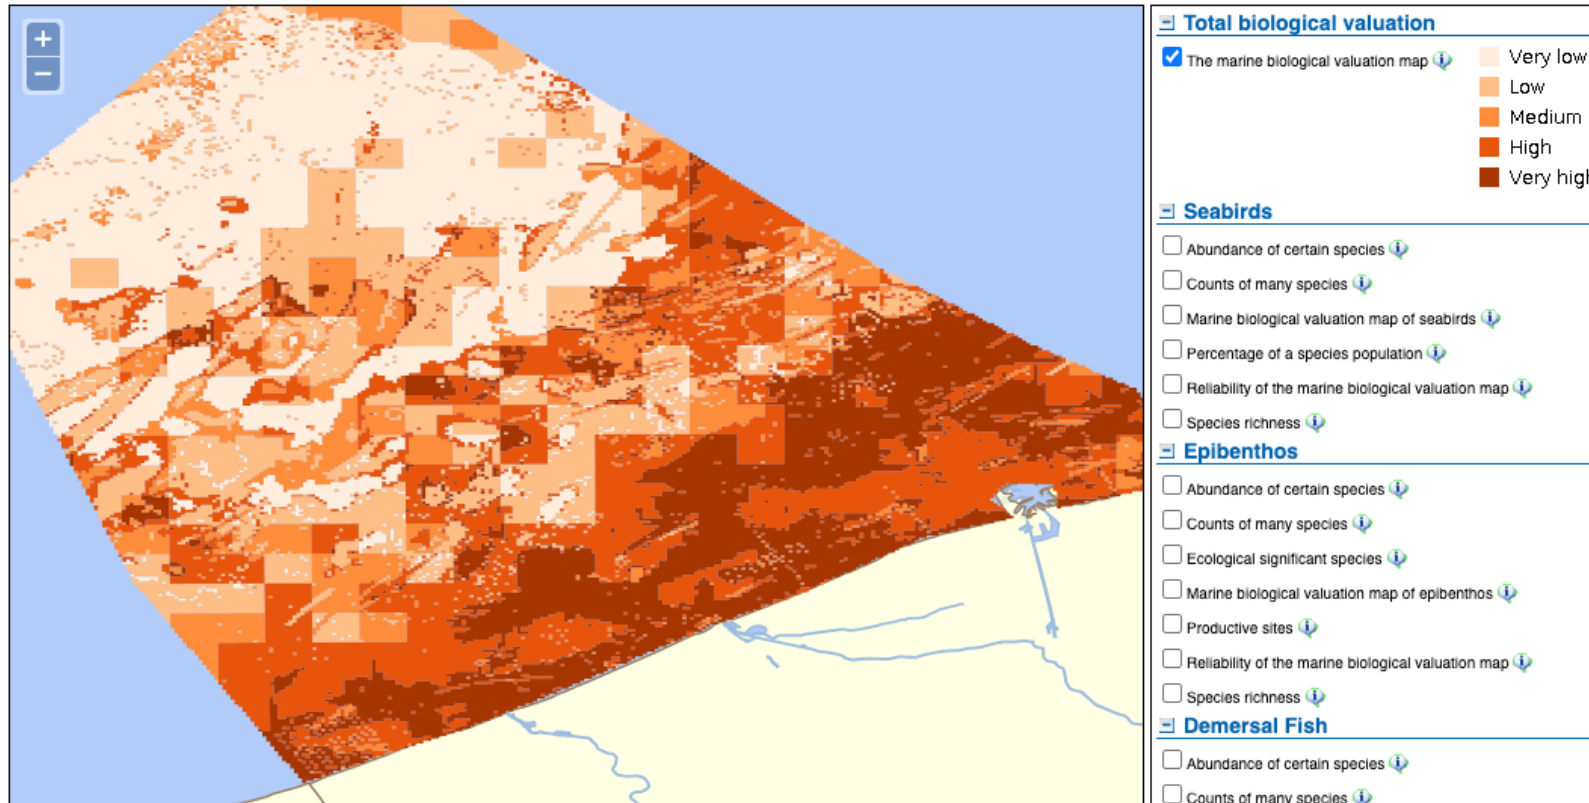 +
−
Total biological valuation
The marine biological valuation map
Very low
Low
Medium
High
Very high
Seabirds
Abundance of certain species
Counts of many species
Marine biological valuation map of seabirds
Percentage of a species population
Reliability of the marine biological valuation map
Species richness
Epibenthos
Abundance of certain species
Counts of many species
Ecological significant species
Marine biological valuation map of epibenthos
Productive sites
Reliability of the marine biological valuation map
Species richness
Demersal Fish
Abundance of certain species
Counts of many species